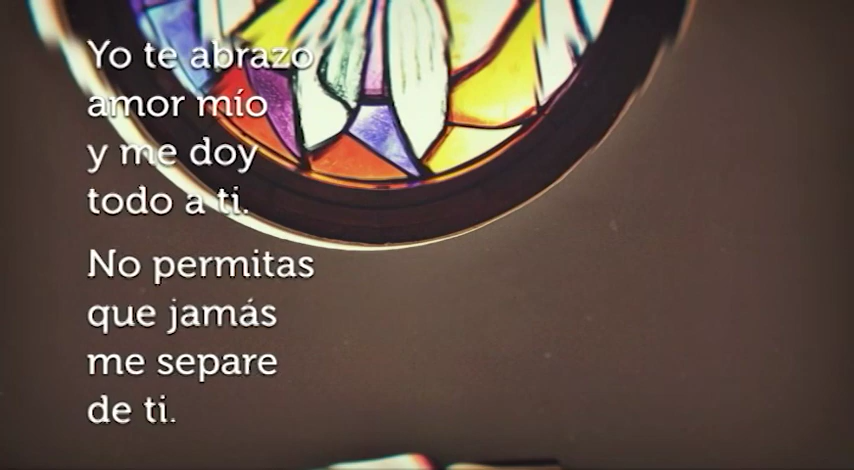 Yo te abrazo
amor mío
y me doy
todo a ti.
No permitas
que jamás
me separe
de ti.